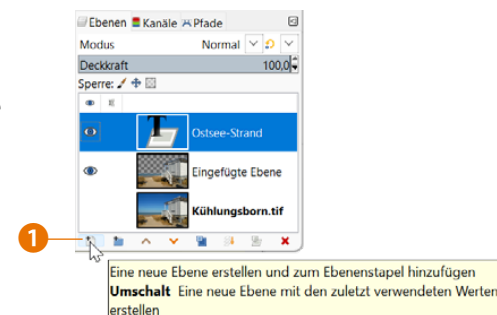 Ebenen Kanäle Pfade
Modus Normal
Deckkraft 100,0
Sperre:
Ostsee-Strand
Eingefügte Ebene
Kühlungsborn.tif
1
Eine neue Ebene erstellen und zum Ebenenstapel hinzufügen
Umschalt Eine neue Ebene mit den zuletzt verwendeten Werten
erstellen